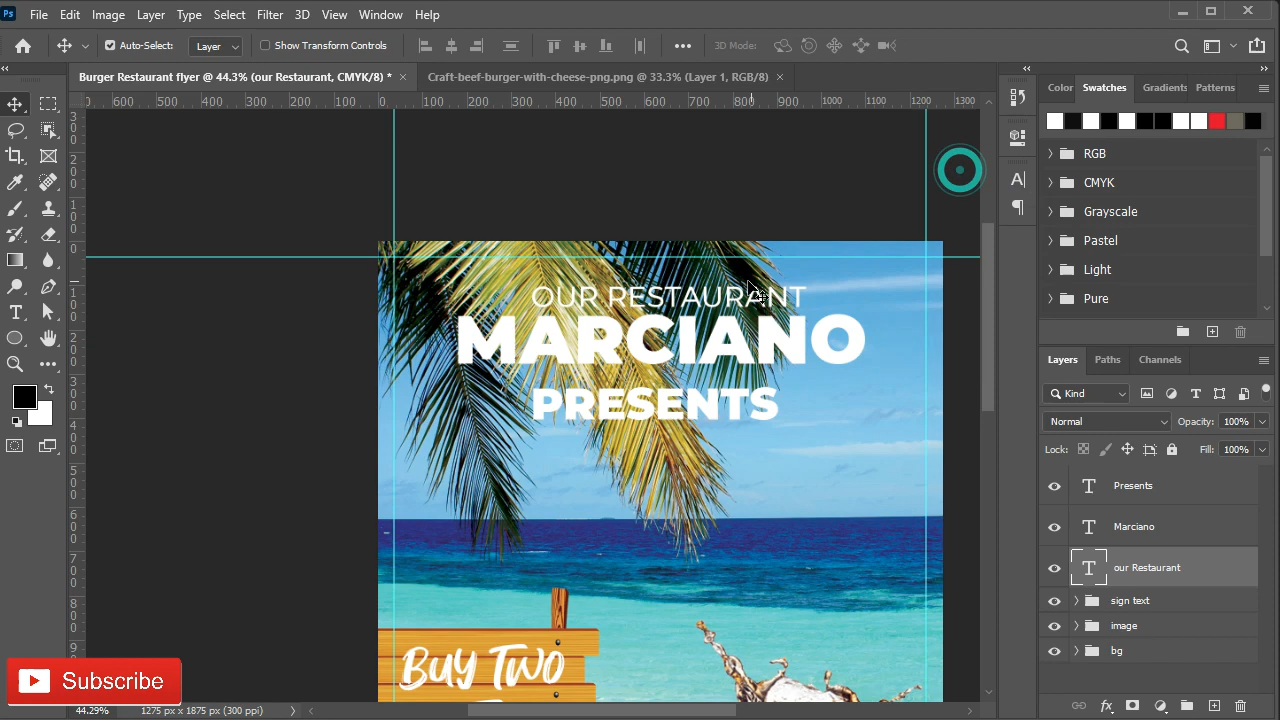 Ps File Edit Image Layer Type Select Filter 3D View Window Help
Auto-Select: Layer Show Transform Controls 3D Mode:
Burger Restaurant flyer @ 44.3% (our Restaurant, CMYK/8) * × Craft-beef-burger-with-cheese-png.png @ 33.3% (Layer 1, RGB/8) ×
Color Swatches Gradients Patterns
600 500 400 300 200 100 0 100 200 300 400 500 600 700 800 900 1000 1100 1200 1300
RGB
CMYK
Grayscale
Pastel
Light
Pure
OUR RESTAURANT
MARCIANO
PRESENTS
Buy Two
Layers Paths Channels
Kind
Normal Opacity: 100%
Lock: Fill: 100%
Presents
Marciano
our Restaurant
sign text
image
bg
Subscribe
44.29% 1275 px x 1875 px (300 ppi)